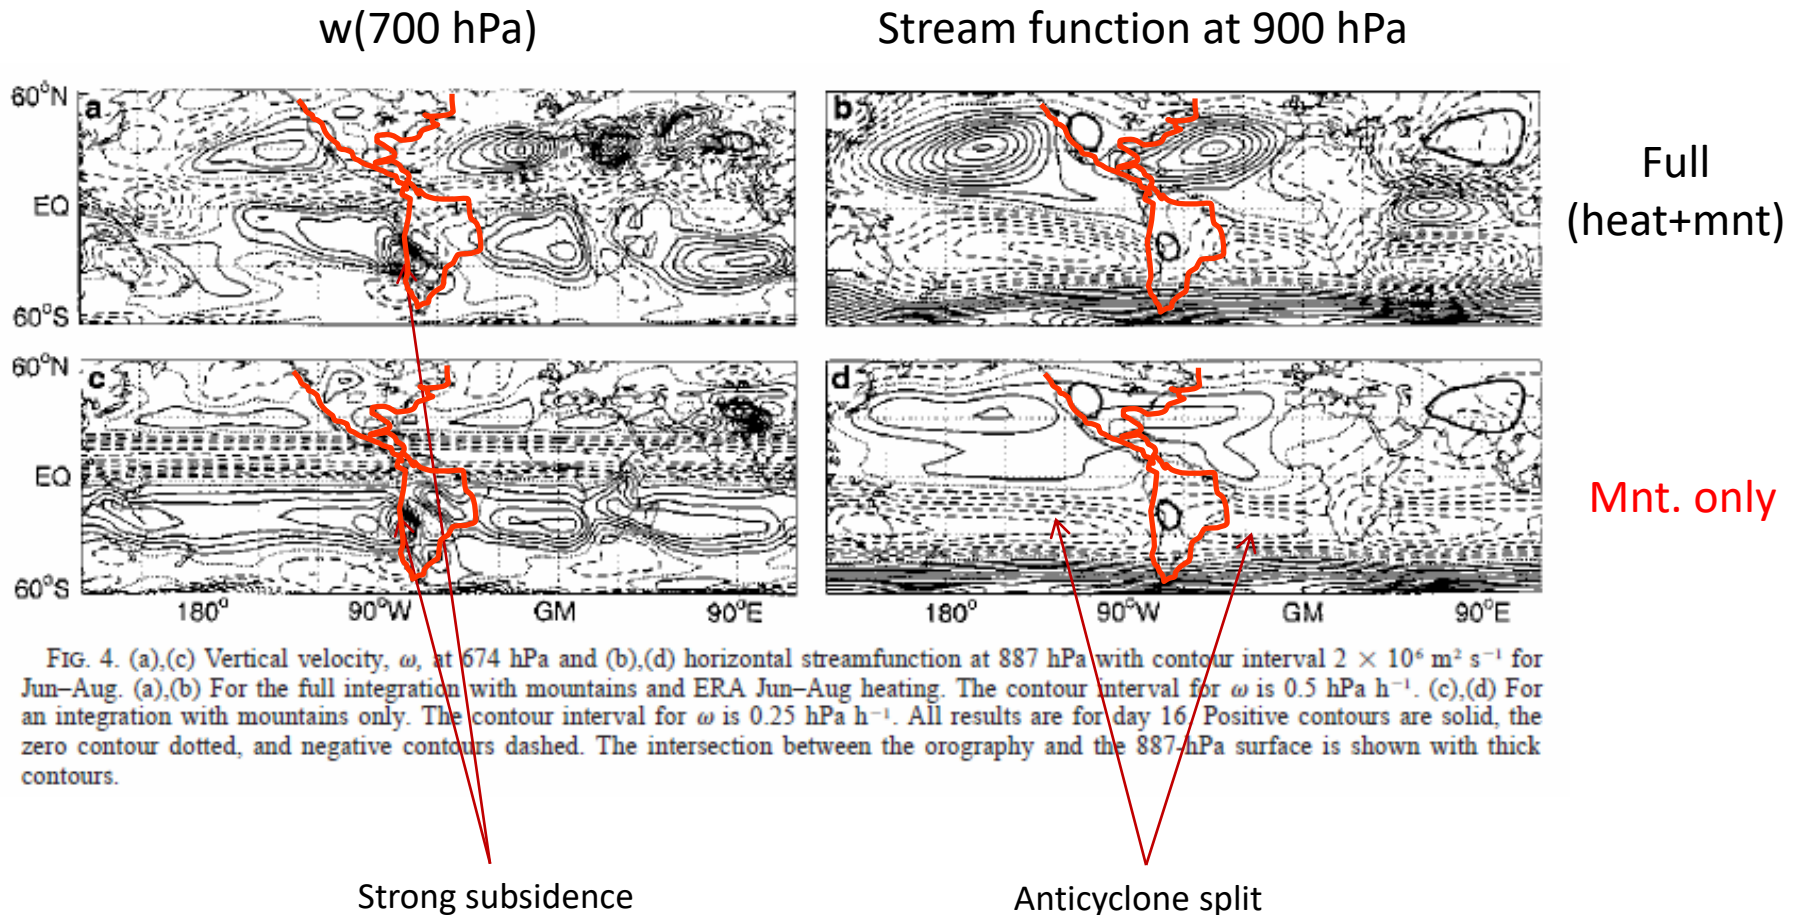 w(700 hPa)
Stream function at 900 hPa
60°N
a
b
EQ
60°S
Full
(heat+mnt)
60°N
c
d
EQ
60°S
180°
90°W
GM
90°E
180°
90°W
GM
90°E
Mnt. only
FIG. 4. (a),(c) Vertical velocity, ω, at 674 hPa and (b),(d) horizontal streamfunction at 887 hPa with contour interval 2 × 10⁶ m² s⁻¹ for
Jun–Aug. (a),(b) For the full integration with mountains and ERA Jun–Aug heating. The contour interval for ω is 0.5 hPa h⁻¹. (c),(d) For
an integration with mountains only. The contour interval for ω is 0.25 hPa h⁻¹. All results are for day 16. Positive contours are solid, the
zero contour dotted, and negative contours dashed. The intersection between the orography and the 887-hPa surface is shown with thick
contours.
Strong subsidence
Anticyclone split